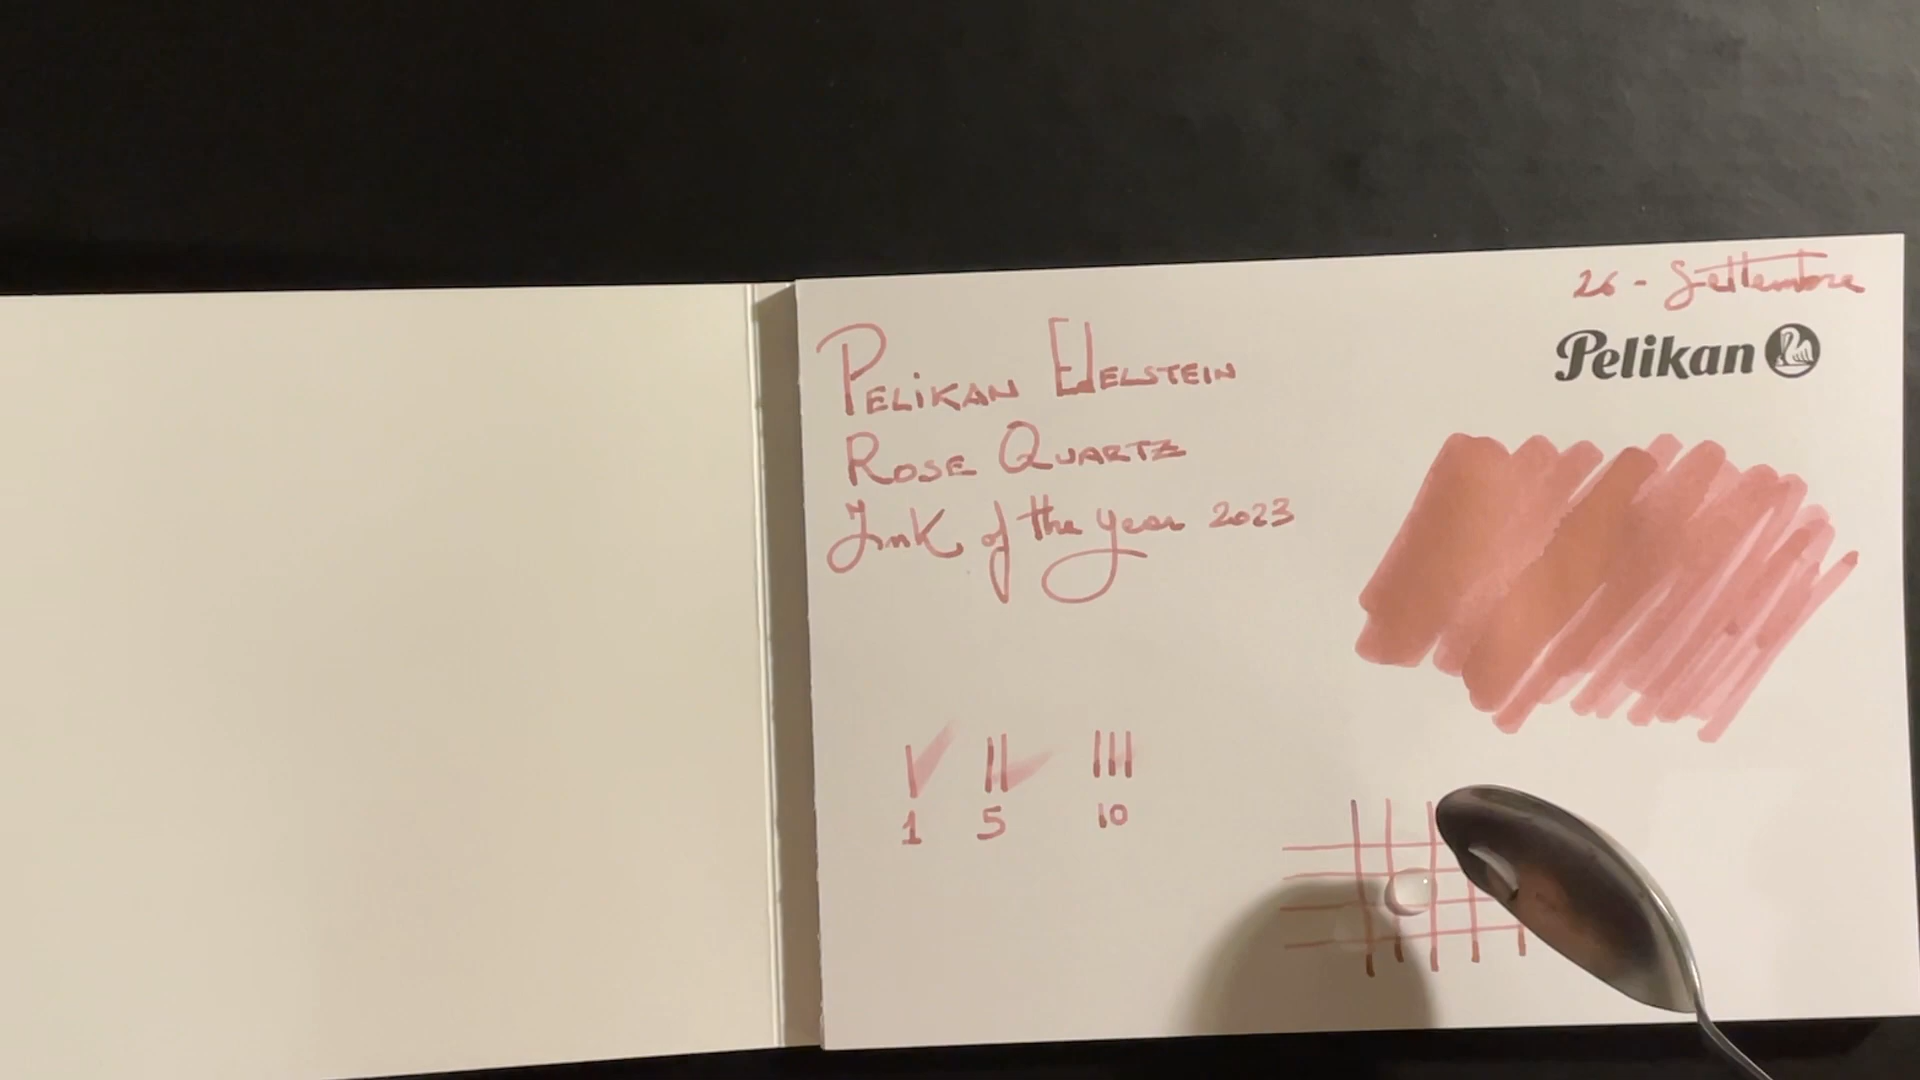 26 - Settembre
Pelikan
Pelikan Edelstein
Rose Quartz
Ink of the year 2023
1 5 10